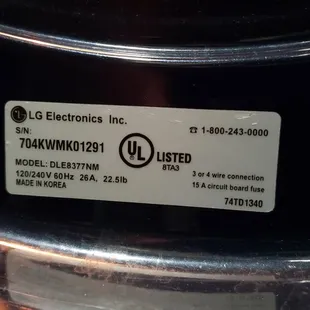 LG Electronics Inc.
S/N: ☎ 1-800-243-0000
704KWMK01291
UL LISTED
8TA3
MODEL: DLE8377NM
3 or 4 wire connection
120/240V 60Hz 26A, 22.5lb
15 A circuit board fuse
MADE IN KOREA
74TD1340